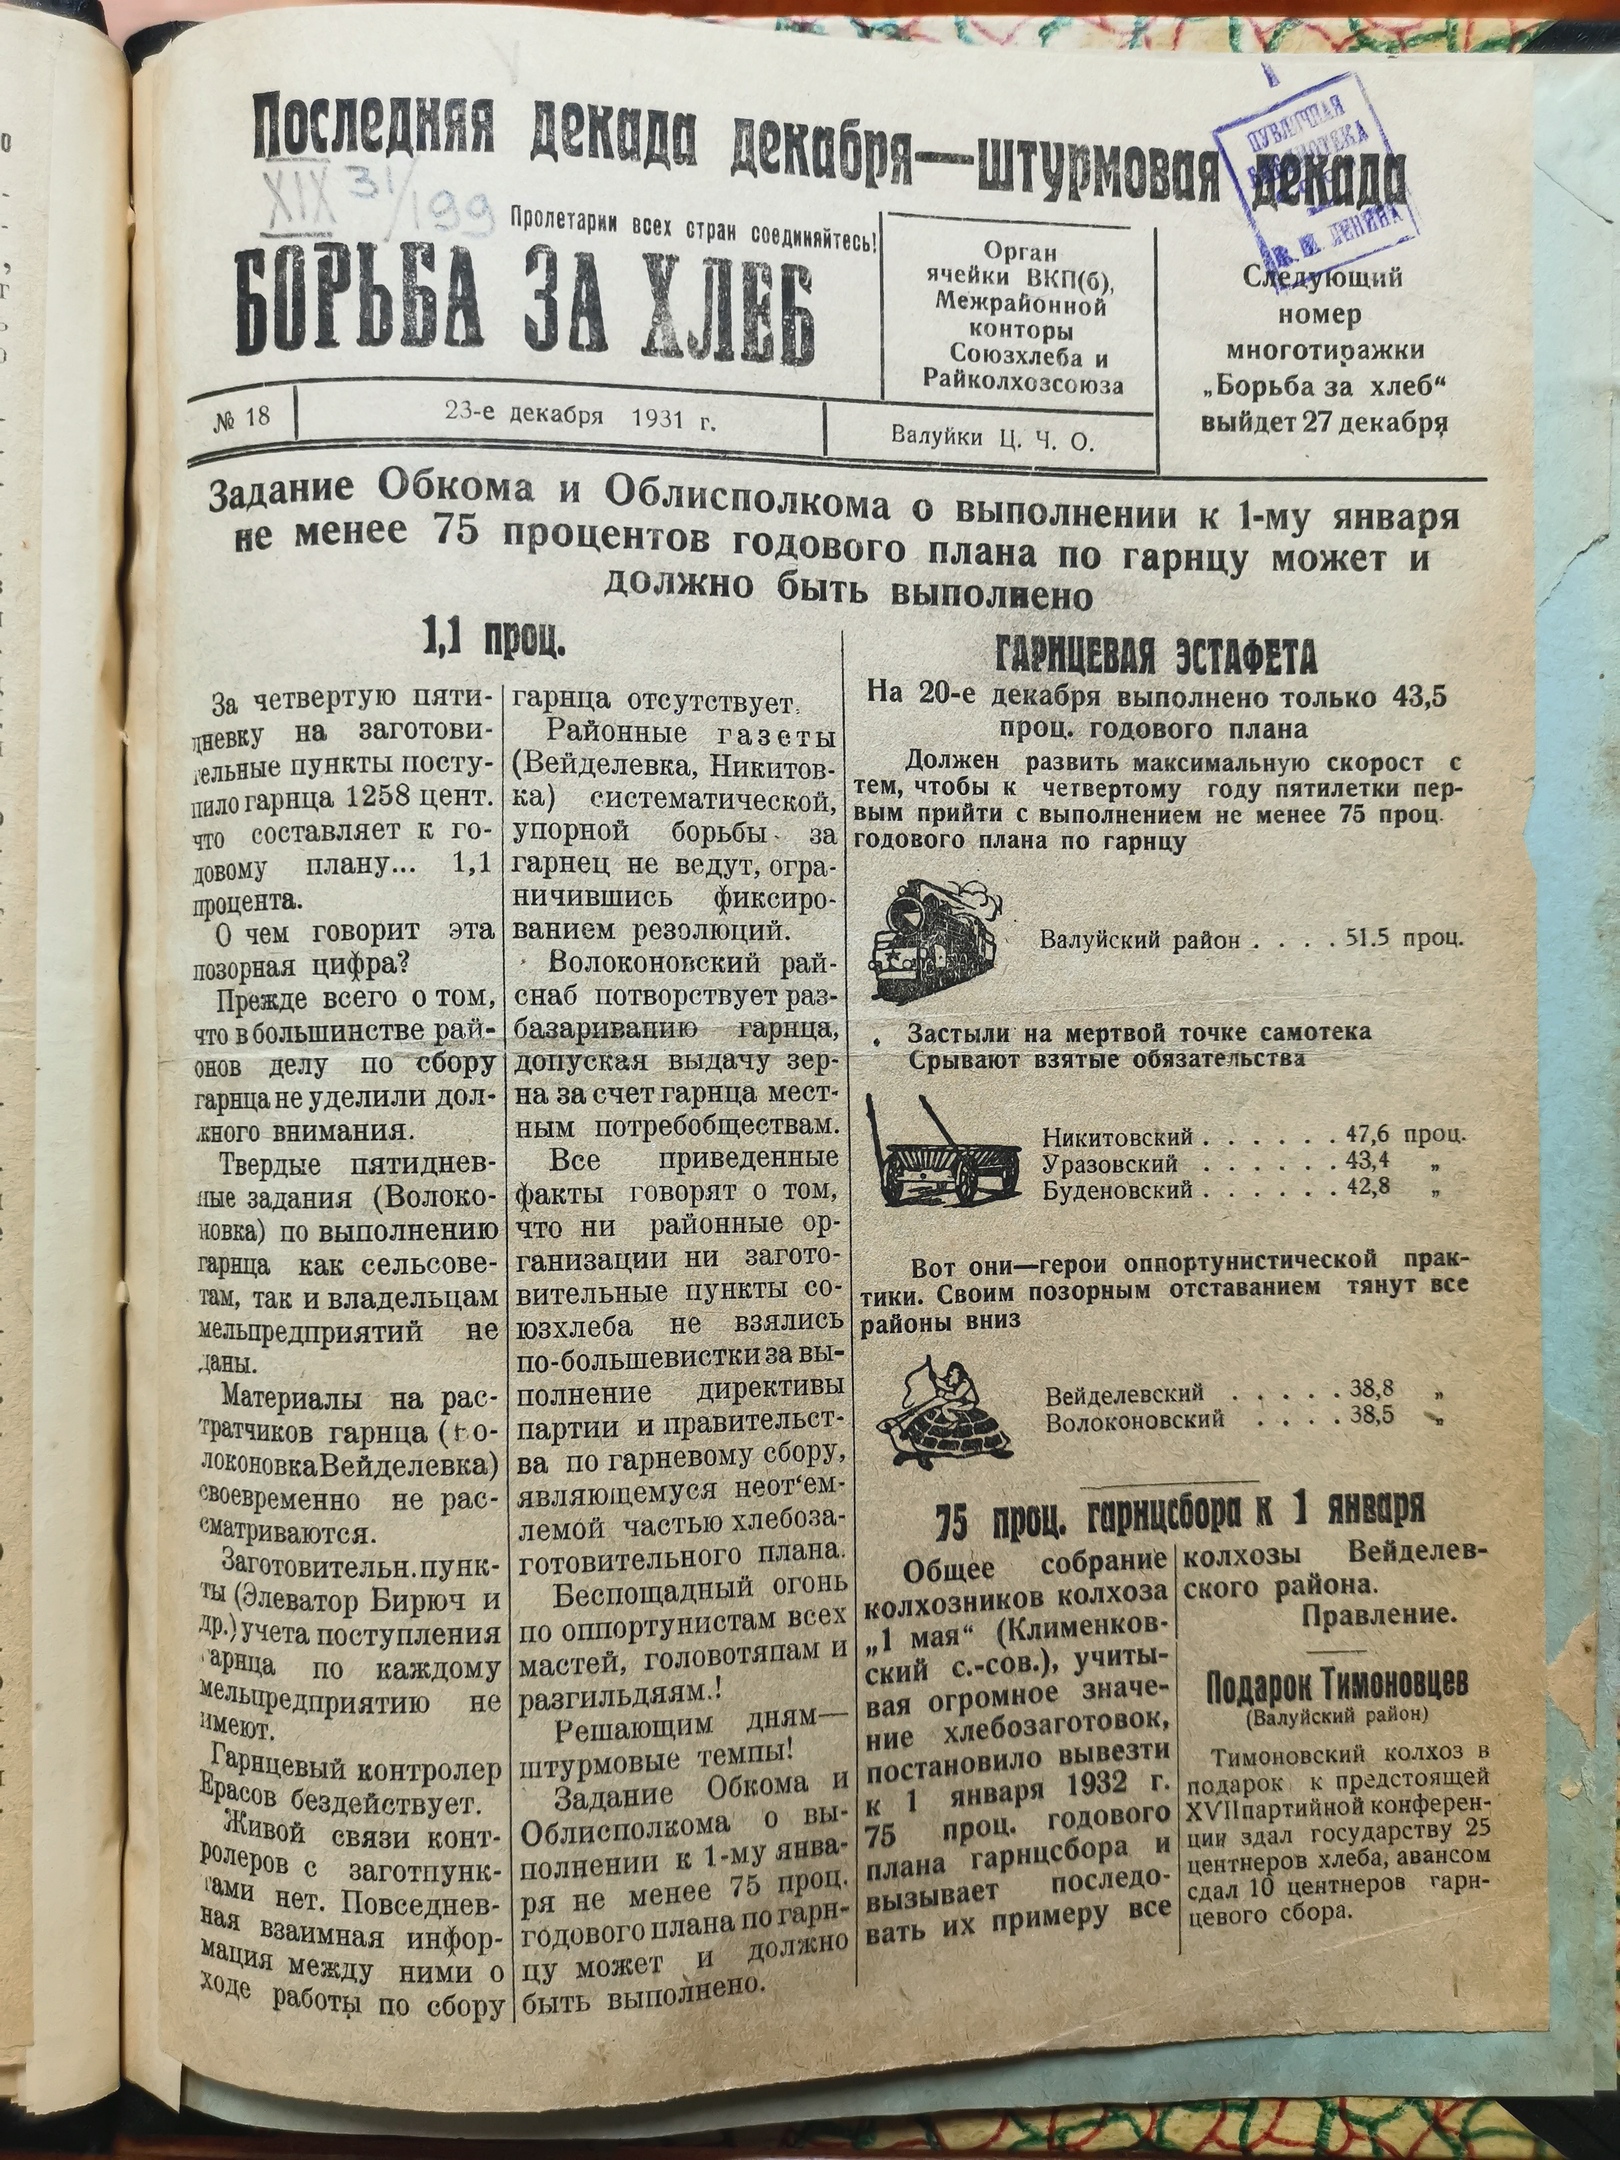 Последняя декада декабря—штурмовая декада
ПУБЛИЧНАЯ
БИБЛИОТЕКА
ЛЕНИНА
XIX 31/199
Пролетарии всех стран соединяйтесь!
БОРЬБА ЗА ХЛЕБ
Орган
ячейки ВКП(б),
Межрайонной
конторы
Союзхлеба и
Райколхозсоюза
Следующий
номер
многотиражки
„Борьба за хлеб“
выйдет 27 декабря
№ 18
23-е декабря 1931 г.
Валуйки Ц. Ч. О.
Задание Обкома и Облисполкома о выполнении к 1-му января
не менее 75 процентов годового плана по гарнцу может и
должно быть выполнено
1,1 проц.
За четвертую пяти-
дневку на заготови-
тельные пункты посту-
пило гарнца 1258 цент.
что составляет к го-
довому плану... 1,1
процента.
О чем говорит эта
позорная цифра?
Прежде всего о том,
что в большинстве рай-
онов делу по сбору
гарнца не уделили дол-
жного внимания.
Твердые пятиднев-
ные задания (Волоко-
новка) по выполнению
гарнца как сельсове-
там, так и владельцам
мельпредприятий не
даны.
Материалы на рас-
тратчиков гарнца (Во-
локоновка Вейделевка)
своевременно не рас-
сматриваются.
Заготовительн. пунк-
ты (Элеватор Бирюч и
др.) учета поступления
гарнца по каждому
мельпредприятию не
имеют.
Гарнцевый контролер
Ерасов бездействует.
Живой связи конт-
ролеров с заготпунк-
тами нет. Повседнев-
ная взаимная инфор-
мация между ними о
ходе работы по сбору
гарнца отсутствует.
Районные газеты
(Вейделевка, Никитов-
ка) систематической,
упорной борьбы за
гарнец не ведут, огра-
ничившись фиксиро-
ванием резолюций.
Волоконовский рай-
снаб потворствует раз-
базариванию гарнца,
допуская выдачу зер-
на за счет гарнца мест-
ным потребобществам.
Все приведенные
факты говорят о том,
что ни районные ор-
ганизации ни загото-
вительные пункты со-
юзхлеба не взялись
по-большевистки за вы-
полнение директивы
партии и правительст-
ва по гарневому сбору,
являющемуся неот‘ем-
лемой частью хлебоза-
готовительного плана.
Беспощадный огонь
по оппортунистам всех
мастей, головотяпам и
разгильдяям.!
Решающим дням—
штурмовые темпы!
Задание Обкома и
Облисполкома о вы-
полнении к 1-му янва-
ря не менее 75 проц.
годового плана по гарн-
цу может и должно
быть выполнено.
ГАРНЦЕВАЯ ЭСТАФЕТА
На 20-е декабря выполнено только 43,5
проц. годового плана
Должен развить максимальную скорост с
тем, чтобы к четвертому году пятилетки пер-
вым прийти с выполнением не менее 75 проц.
годового плана по гарнцу
Валуйский район . . . . 51.5 проц.
Застыли на мертвой точке самотека
Срывают взятые обязательства
Никитовский . . . . . . 47,6 проц.
Уразовский . . . . . . 43,4 „
Буденовский . . . . . . 42,8 „
Вот они—герои оппортунистической прак-
тики. Своим позорным отставанием тянут все
районы вниз
Вейделевский . . . . . 38,8 „
Волоконовский . . . . 38,5 „
75 проц. гарнцсбора к 1 января
Общее собрание
колхозников колхоза
„1 мая“ (Клименков-
ский с.-сов.), учиты-
вая огромное значе-
ние хлебозаготовок,
постановило вывезти
к 1 января 1932 г.
75 проц. годового
плана гарнцсбора и
вызывает последо-
вать их примеру все
колхозы Вейделев-
ского района.
Правление.
Подарок Тимоновцев
(Валуйский район)
Тимоновский колхоз в
подарок к предстоящей
XVII партийной конферен-
ции здал государству 25
центнеров хлеба, авансом
сдал 10 центнеров гарн-
цевого сбора.